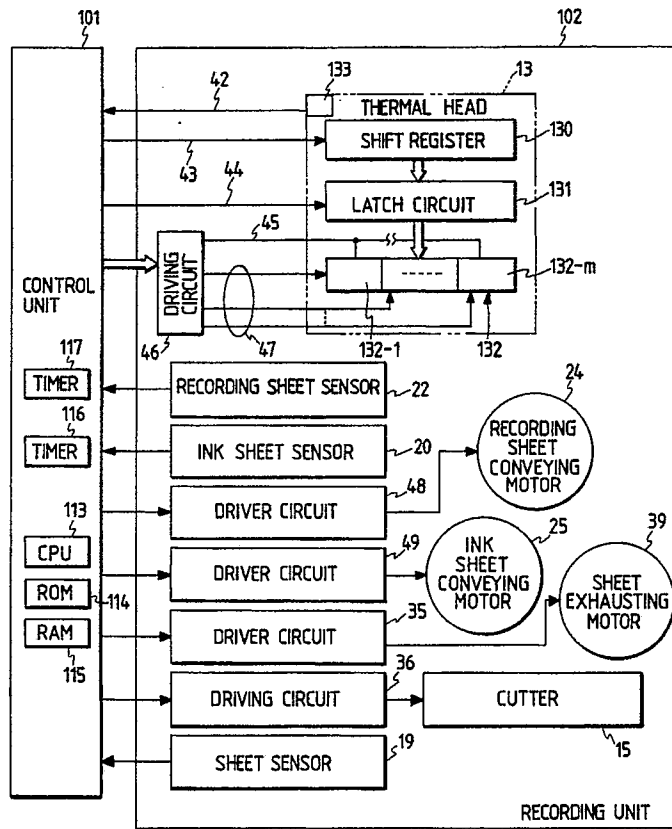 101
102
42
133
13
THERMAL HEAD
SHIFT REGISTER
130
43
44
LATCH CIRCUIT
131
45
CONTROL
UNIT
DRIVING
CIRCUIT
46
47
132-1
132
132-m
117
TIMER
RECORDING SHEET SENSOR
22
24
RECORDING
SHEET
CONVEYING
MOTOR
116
TIMER
INK SHEET SENSOR
20
DRIVER CIRCUIT
48
113
CPU
DRIVER CIRCUIT
49
25
INK
SHEET
CONVEYING
MOTOR
39
SHEET
EXHAUSTING
MOTOR
ROM
114
RAM
115
DRIVER CIRCUIT
35
DRIVING CIRCUIT
36
CUTTER
15
SHEET SENSOR
19
RECORDING UNIT